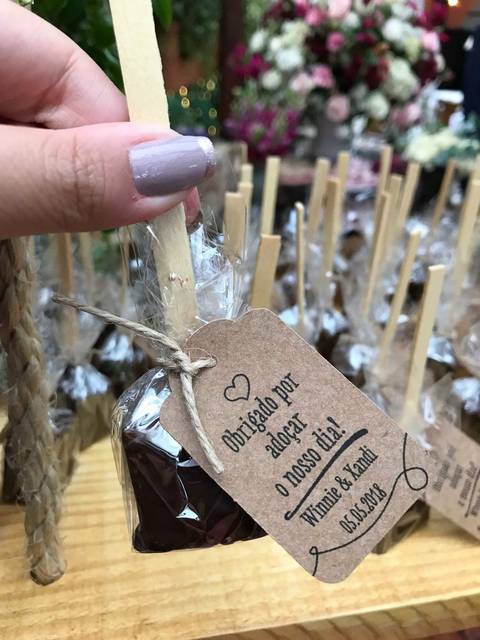 Obrigado por
adoçar
o nosso dia!
Winnie & Xandi
05.05.2018